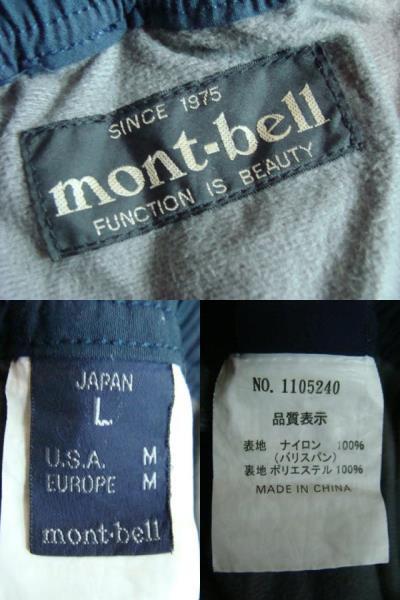 SINCE 1975
mont-bell
FUNCTION IS BEAUTY
JAPAN
L
U.S.A. M
EUROPE M
mont-bell
NO. 1105240
品質表示
表地 ナイロン 100%
(バリスパン)
裏地 ポリエステル 100%
MADE IN CHINA